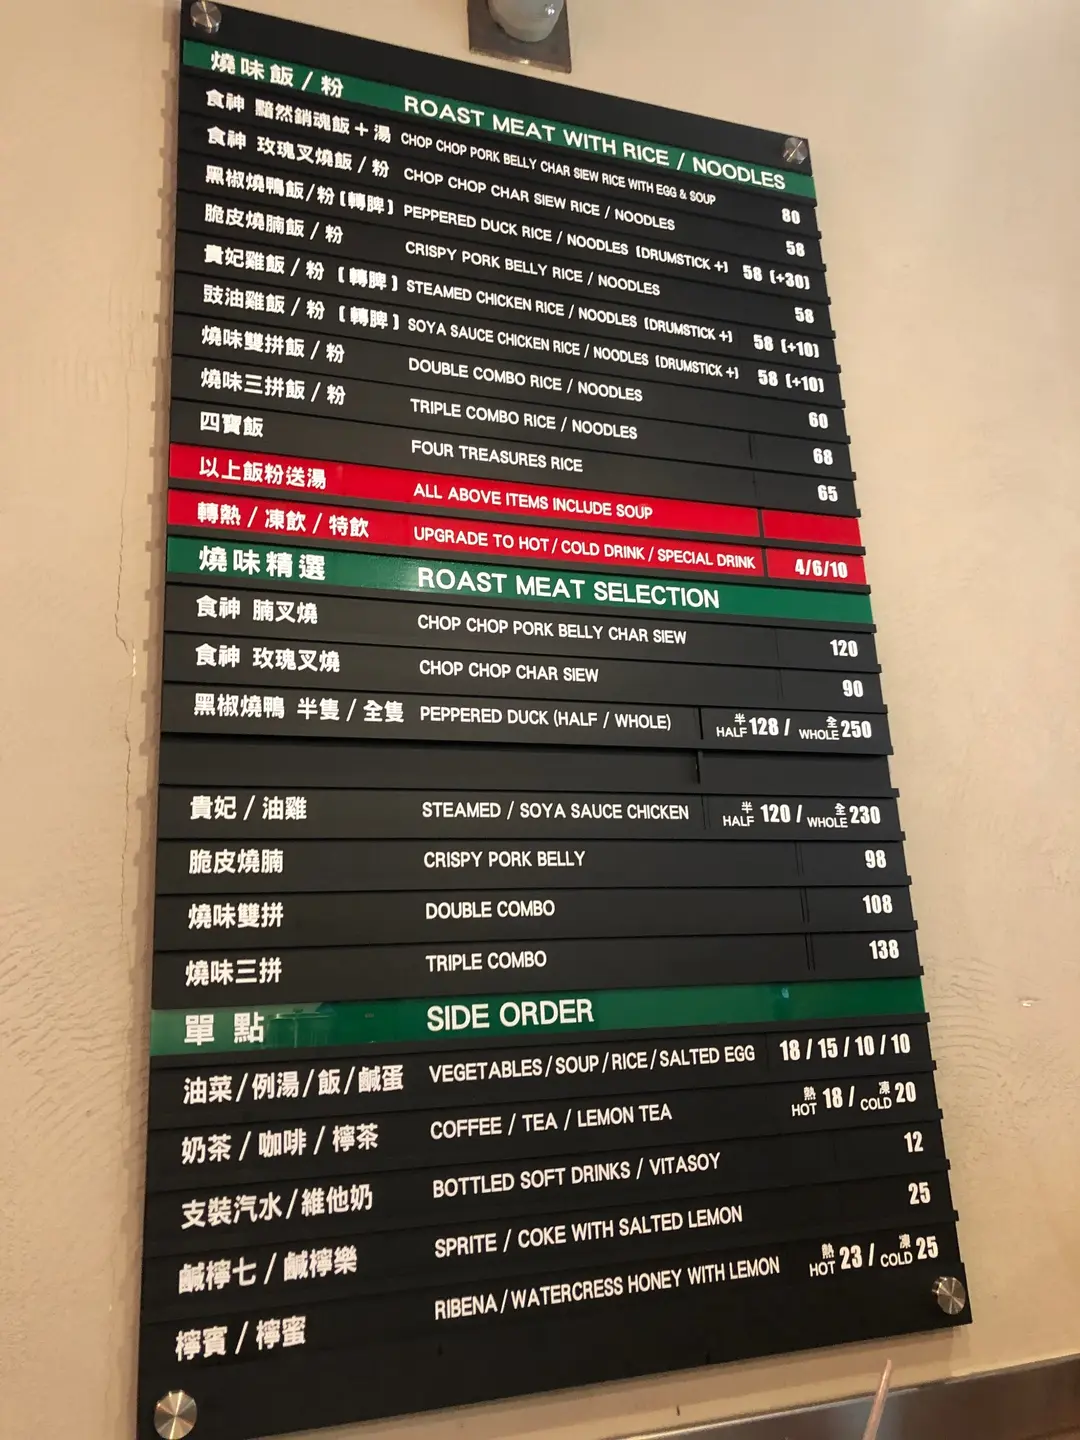 燒味飯 / 粉 ROAST MEAT WITH RICE / NOODLES
食神 黯然銷魂飯 + 湯 CHOP CHOP PORK BELLY CHAR SIEW RICE WITH EGG & SOUP 80
食神 玫瑰叉燒飯 / 粉 CHOP CHOP CHAR SIEW RICE / NOODLES 58
黑椒燒鴨飯/粉 [轉脾] PEPPERED DUCK RICE / NOODLES [DRUMSTICK +] 58 [+30]
脆皮燒腩飯 / 粉 CRISPY PORK BELLY RICE / NOODLES 58
貴妃雞飯 / 粉 [轉脾] STEAMED CHICKEN RICE / NOODLES [DRUMSTICK +] 58 [+10]
豉油雞飯 / 粉 [轉脾] SOYA SAUCE CHICKEN RICE / NOODLES [DRUMSTICK +] 58 [+10]
燒味雙拼飯 / 粉 DOUBLE COMBO RICE / NOODLES 60
燒味三拼飯 / 粉 TRIPLE COMBO RICE / NOODLES 68
四寶飯 FOUR TREASURES RICE 65
以上飯粉送湯 ALL ABOVE ITEMS INCLUDE SOUP
轉熱 / 凍飲 / 特飲 UPGRADE TO HOT / COLD DRINK / SPECIAL DRINK 4/6/10
燒味精選 ROAST MEAT SELECTION
食神 腩叉燒 CHOP CHOP PORK BELLY CHAR SIEW 120
食神 玫瑰叉燒 CHOP CHOP CHAR SIEW 90
黑椒燒鴨 半隻 / 全隻 PEPPERED DUCK (HALF / WHOLE) 半 HALF 128 / 全 WHOLE 250
貴妃 / 油雞 STEAMED / SOYA SAUCE CHICKEN 半 HALF 120 / 全 WHOLE 230
脆皮燒腩 CRISPY PORK BELLY 98
燒味雙拼 DOUBLE COMBO 108
燒味三拼 TRIPLE COMBO 138
單 點 SIDE ORDER
油菜 / 例湯 / 飯 / 鹹蛋 VEGETABLES / SOUP / RICE / SALTED EGG 18 / 15 / 10 / 10
奶茶 / 咖啡 / 檸茶 COFFEE / TEA / LEMON TEA 熱 HOT 18 / 凍 COLD 20
支裝汽水 / 維他奶 BOTTLED SOFT DRINKS / VITASOY 12
鹹檸七 / 鹹檸樂 SPRITE / COKE WITH SALTED LEMON 25
檸賓 / 檸蜜 RIBENA / WATERCRESS HONEY WITH LEMON 熱 HOT 23 / 凍 COLD 25